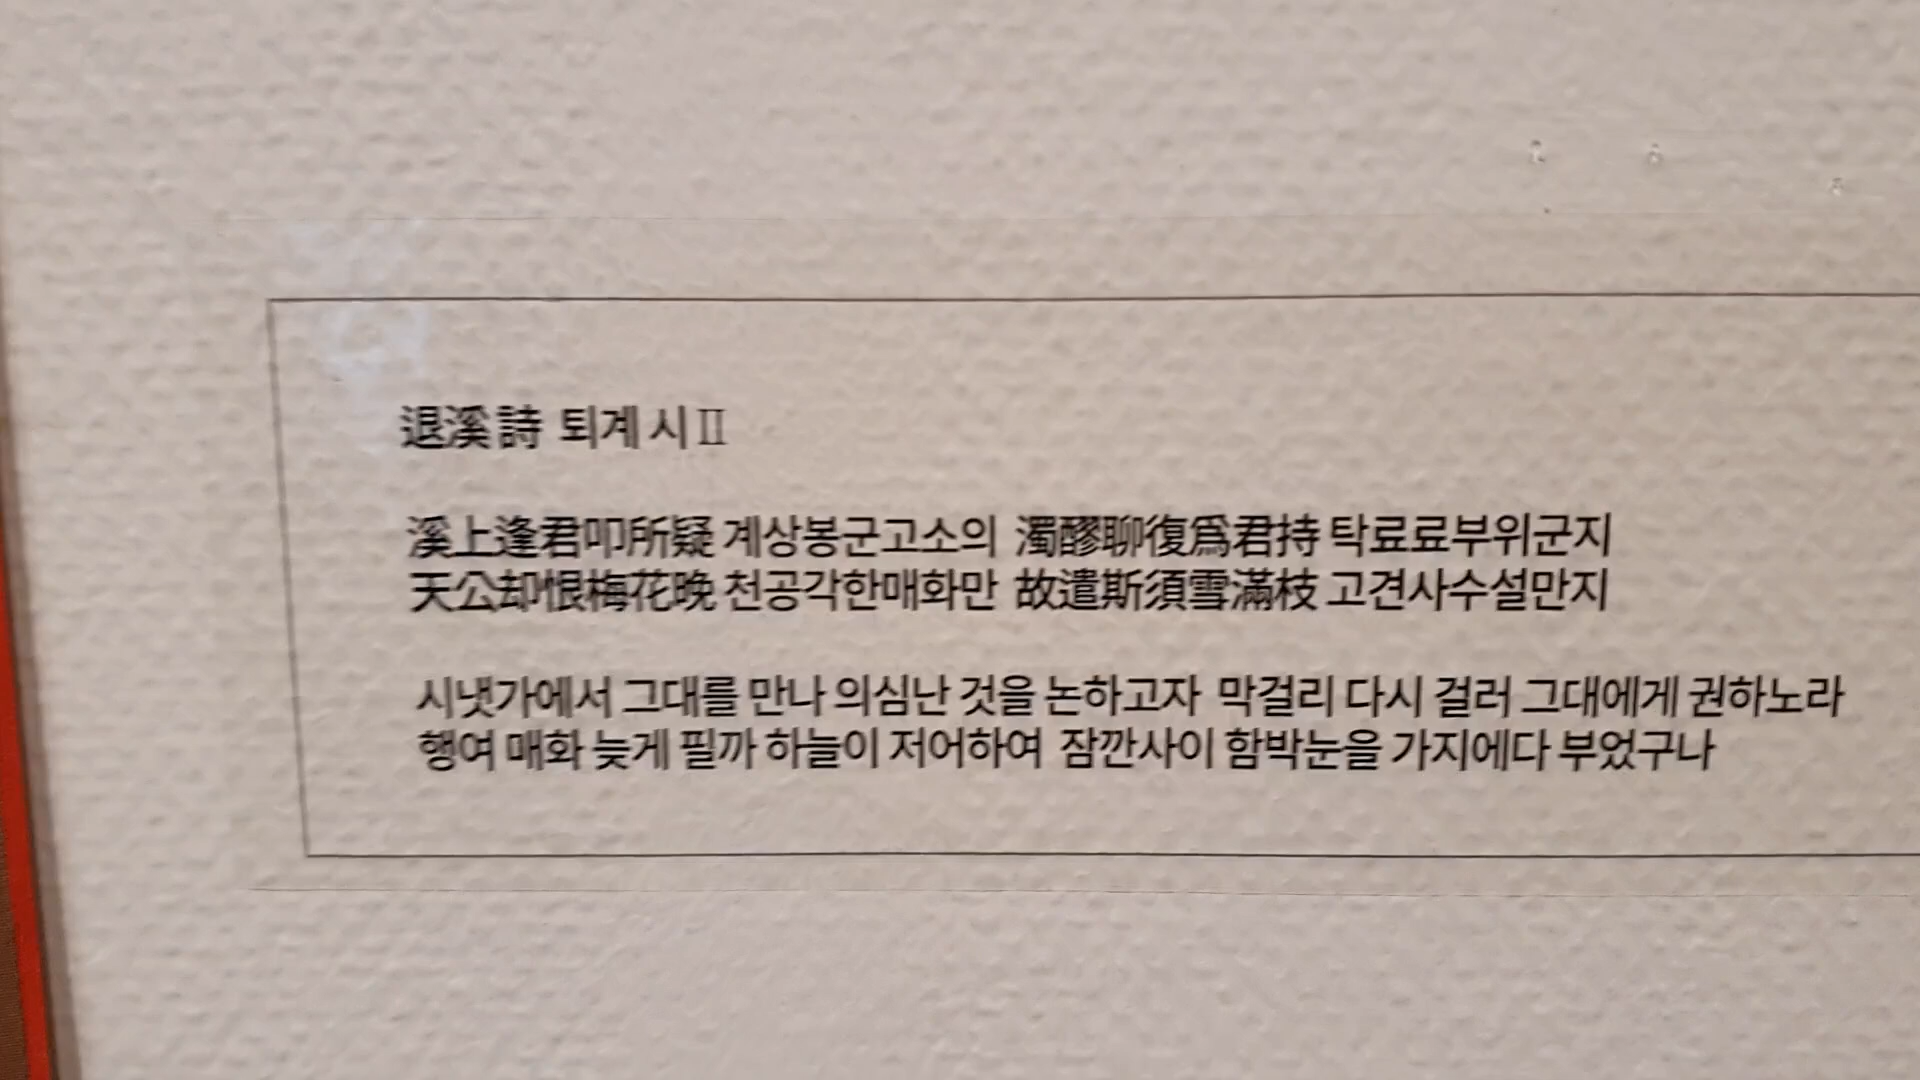 退溪詩 퇴계 시Ⅱ
溪上逢君叩所疑 계상봉군고소의 濁醪聊復爲君持 탁료료부위군지
天公却恨梅花晩 천공각한매화만 故遣斯須雪滿枝 고견사수설만지
시냇가에서 그대를 만나 의심난 것을 논하고자 막걸리 다시 걸러 그대에게 권하노라
행여 매화 늦게 필까 하늘이 저어하여 잠깐사이 함박눈을 가지에다 부었구나